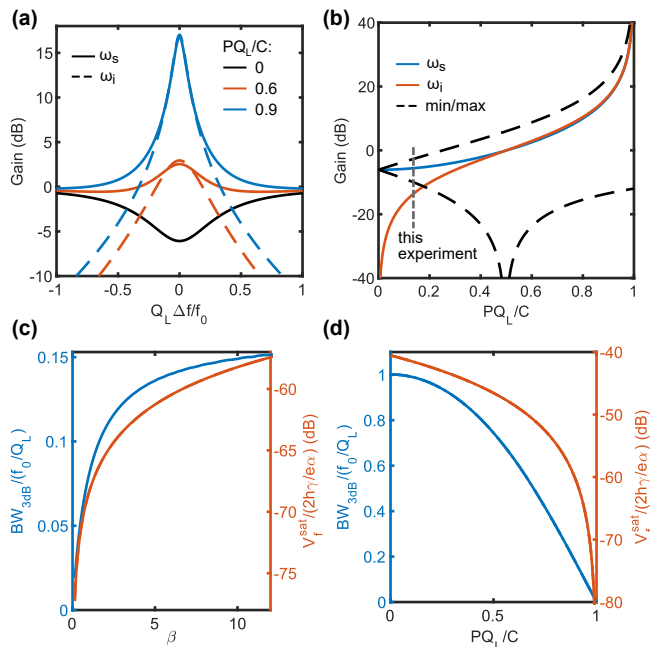 (a)
ω_s
ω_i
PQ_L/C:
0
0.6
0.9
15
10
5
0
-5
-10
Gain (dB)
-1
-0.5
0
0.5
1
Q_L Δf/f_0
(b)
ω_s
ω_i
min/max
this
experiment
40
20
0
-20
-40
Gain (dB)
0
0.2
0.4
0.6
0.8
1
PQ_L/C
(c)
0.15
0.1
0.05
0
BW_3dB/(f_0/Q_L)
-60
-65
-70
-75
V_f^sat/(2hγ/eα) (dB)
0
5
10
β
(d)
1
0.8
0.6
0.4
0.2
0
BW_3dB/(f_0/Q_L)
-40
-50
-60
-70
-80
V_f^sat/(2hγ/eα) (dB)
0
0.5
1
PQ_L/C